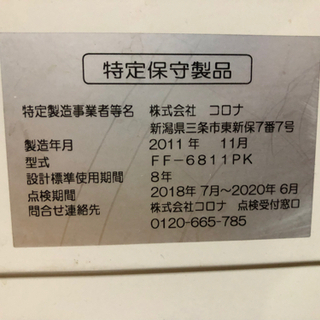 特定保守製品
特定製造事業者等名 株式会社 コロナ
新潟県三条市東新保7番7号
製造年月 2011年 11月
型式 FF-6811PK
設計標準使用期間 8年
点検期間 2018年7月～2020年6月
問合せ連絡先 株式会社コロナ 点検受付窓口
0120-665-785